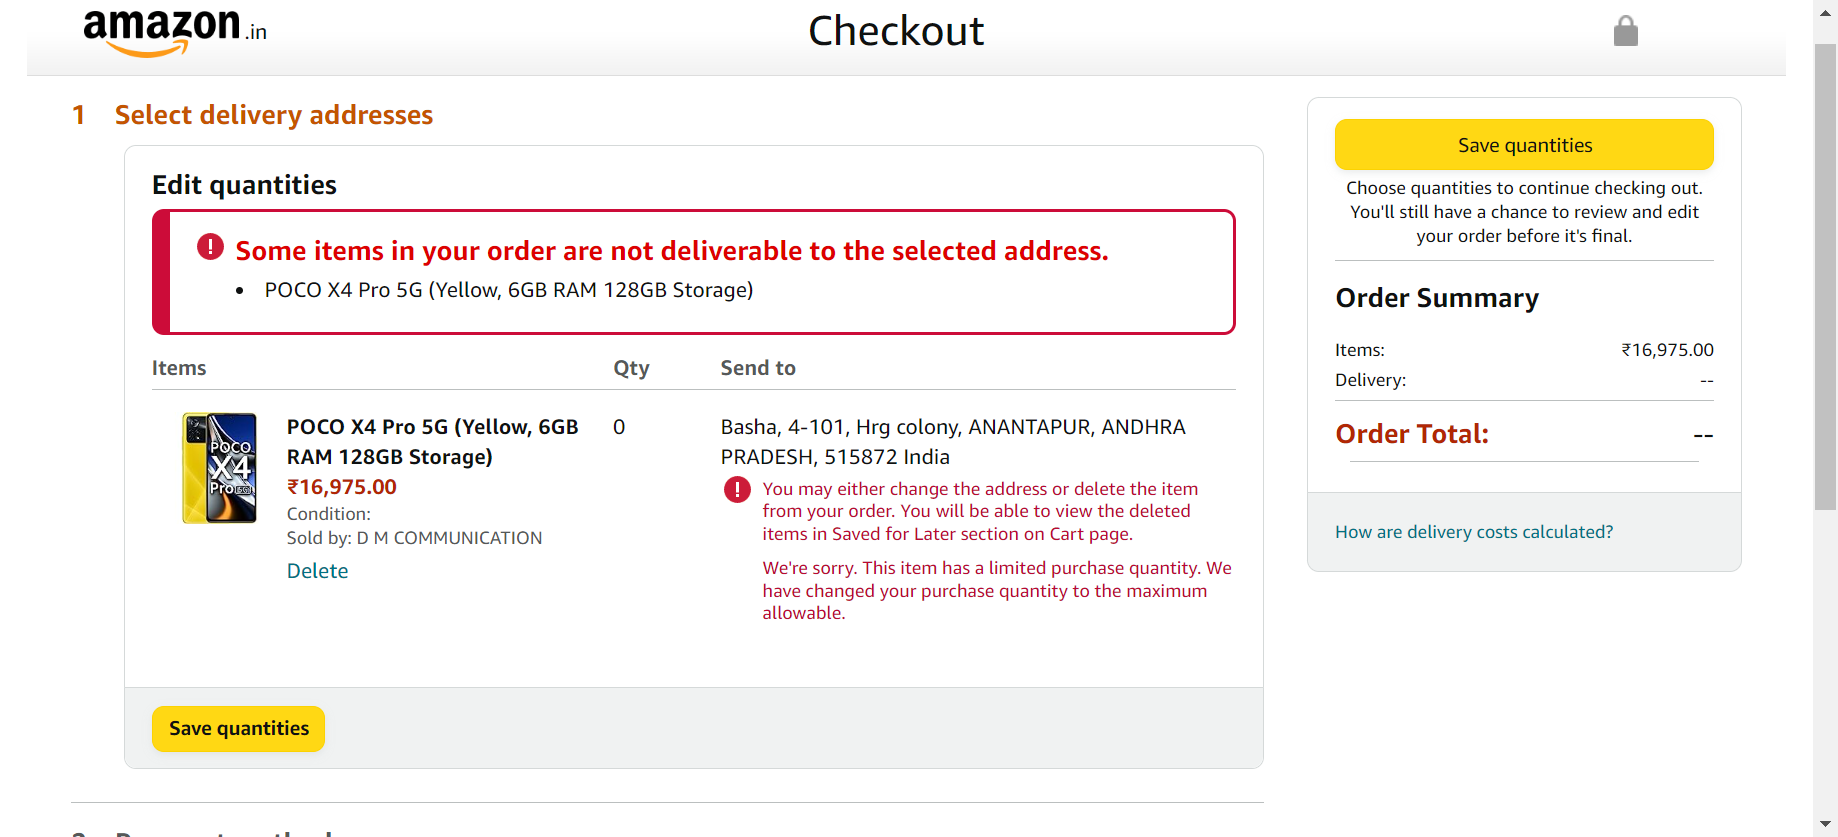 amazon.in
Checkout
1 Select delivery addresses
Edit quantities
Some items in your order are not deliverable to the selected address.
• POCO X4 Pro 5G (Yellow, 6GB RAM 128GB Storage)
Items Qty Send to
POCO X4 Pro 5G (Yellow, 6GB
RAM 128GB Storage)
₹16,975.00
Condition:
Sold by: D M COMMUNICATION
Delete
POCO
X4
Pro 5G
0
Basha, 4-101, Hrg colony, ANANTAPUR, ANDHRA
PRADESH, 515872 India
You may either change the address or delete the item
from your order. You will be able to view the deleted
items in Saved for Later section on Cart page.
We're sorry. This item has a limited purchase quantity. We
have changed your purchase quantity to the maximum
allowable.
Save quantities
Save quantities
Choose quantities to continue checking out.
You'll still have a chance to review and edit
your order before it's final.
Order Summary
Items: ₹16,975.00
Delivery: --
Order Total: --
How are delivery costs calculated?